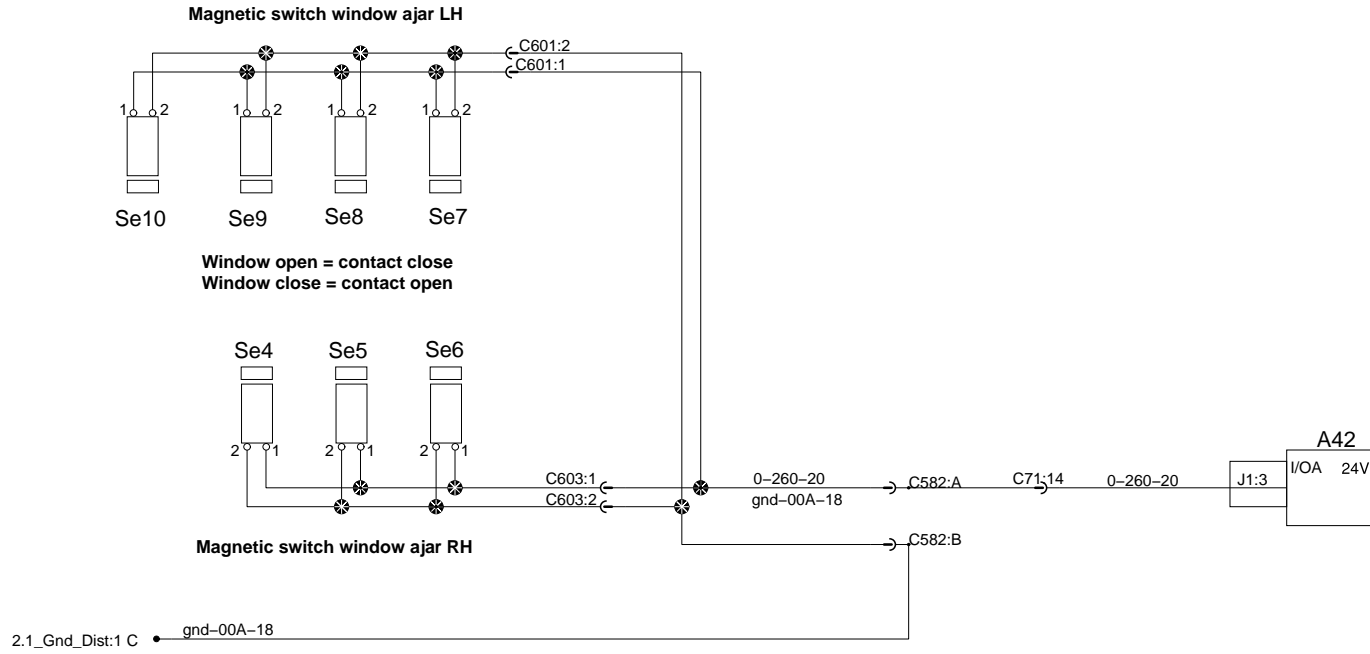 Magnetic switch window ajar LH
C601:2
C601:1
1 2 1 2 1 2 1 2
Se10 Se9 Se8 Se7
Window open = contact close
Window close = contact open
Se4 Se5 Se6
2 1 2 1 2 1
A42
I/OA 24V
C603:1 0–260–20 C582:A C71:14 0–260–20 J1:3
C603:2 gnd–00A–18
Magnetic switch window ajar RH
C582:B
2.1_Gnd_Dist:1 C gnd–00A–18